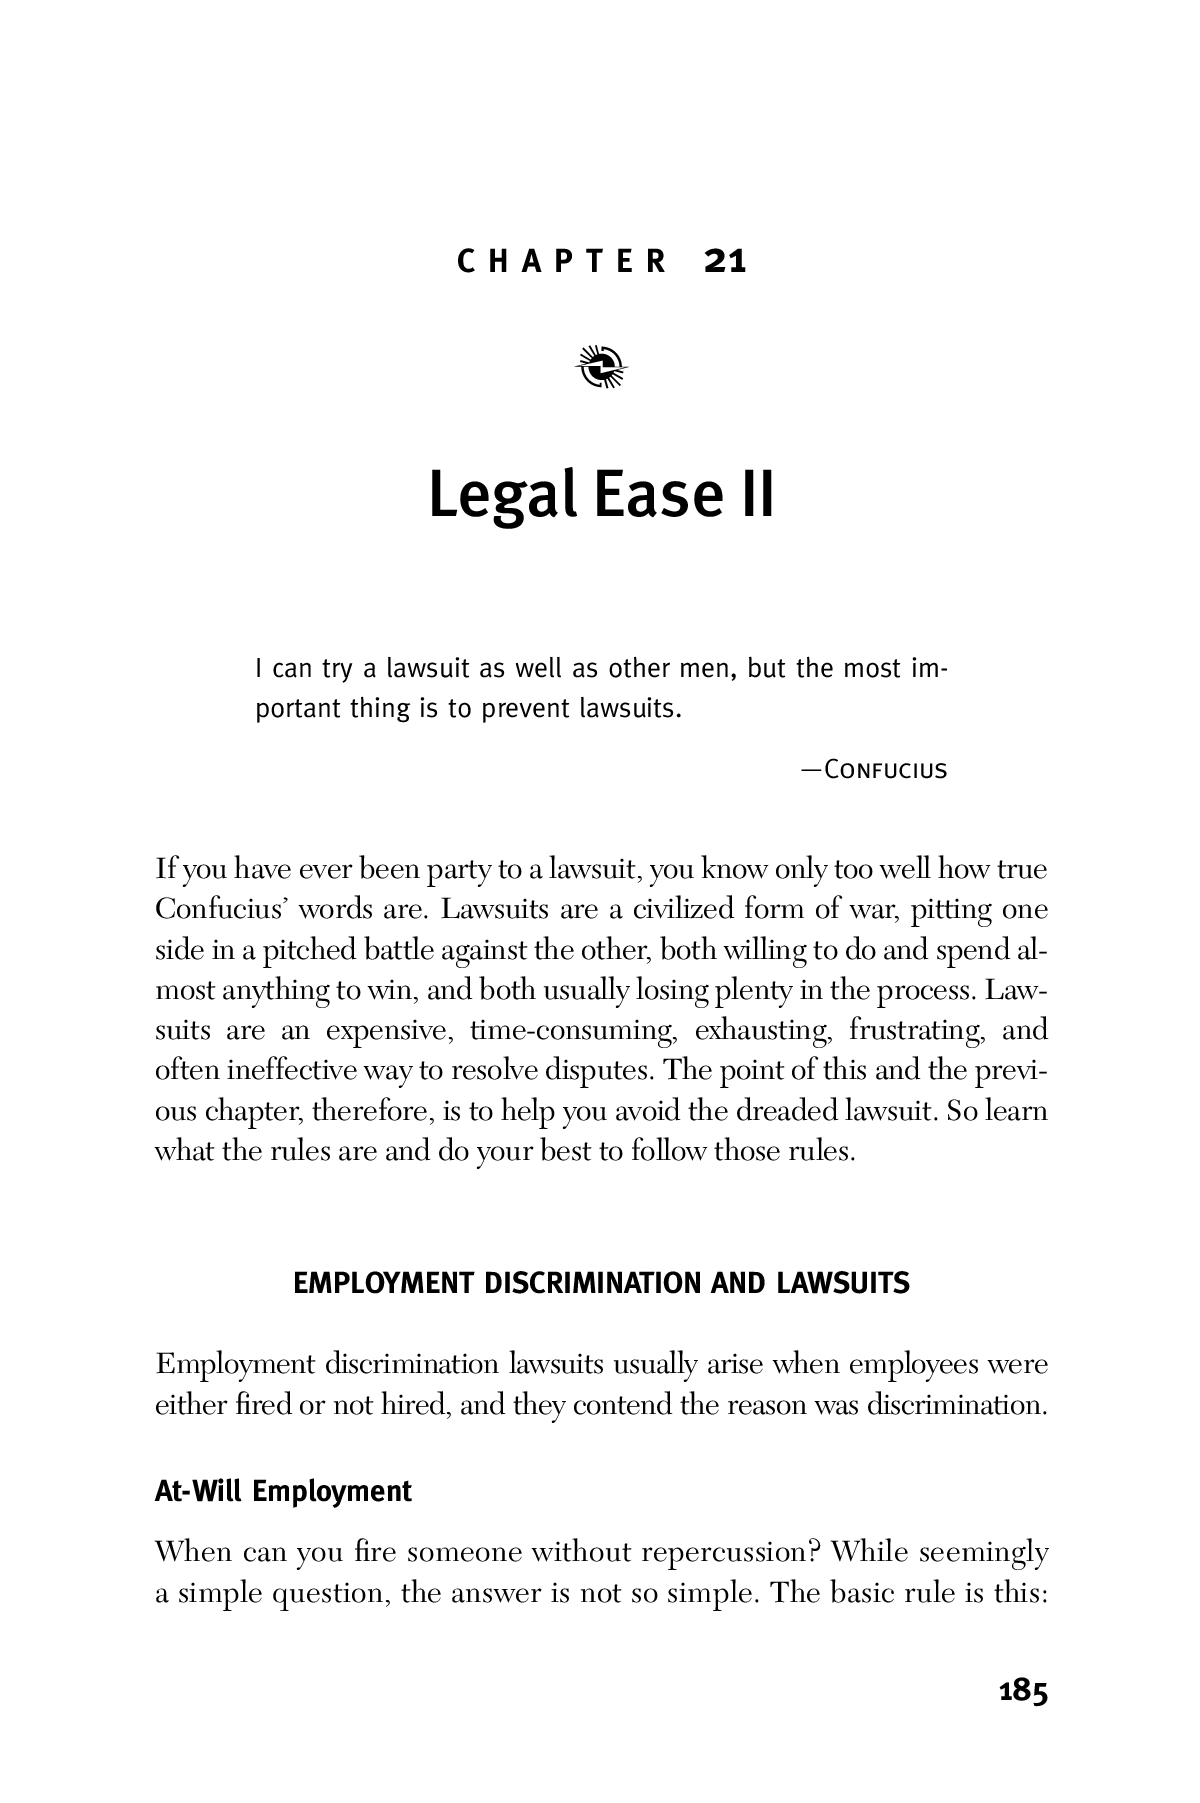 CHAPTER 21
Legal Ease II
I can try a lawsuit as well as other men, but the most im-
portant thing is to prevent lawsuits.
—Confucius
If you have ever been party to a lawsuit, you know only too well how true
Confucius’ words are. Lawsuits are a civilized form of war, pitting one
side in a pitched battle against the other, both willing to do and spend al-
most anything to win, and both usually losing plenty in the process. Law-
suits are an expensive, time-consuming, exhausting, frustrating, and
often ineffective way to resolve disputes. The point of this and the previ-
ous chapter, therefore, is to help you avoid the dreaded lawsuit. So learn
what the rules are and do your best to follow those rules.
EMPLOYMENT DISCRIMINATION AND LAWSUITS
Employment discrimination lawsuits usually arise when employees were
either fired or not hired, and they contend the reason was discrimination.
At-Will Employment
When can you fire someone without repercussion? While seemingly
a simple question, the answer is not so simple. The basic rule is this:
185